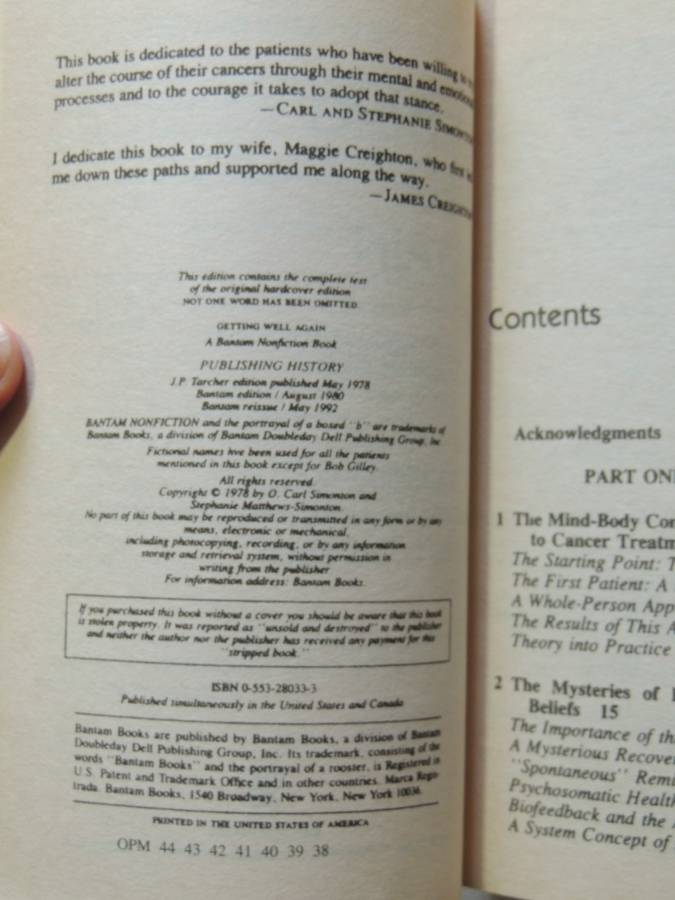 This book is dedicated to the patients who have been willing
alter the course of their cancers through their mental and emotional
processes and to the courage it takes to adopt that stance.
—CARL AND STEPHANIE SIMONTON
I dedicate this book to my wife, Maggie Creighton, who first
me down these paths and supported me along the way.
—JAMES CREIGHTON
This edition contains the complete text
of the original hardcover edition
NOT ONE WORD HAS BEEN OMITTED.
GETTING WELL AGAIN
A Bantam Nonfiction Book
PUBLISHING HISTORY
J.P. Tarcher edition published May 1978
Bantam edition / August 1980
Bantam reissue / May 1992
BANTAM NONFICTION and the portrayal of a boxed "b" are trademarks of
Bantam Books, a division of Bantam Doubleday Dell Publishing Group, Inc
Fictional names hve been used for all the patients
mentioned in this book except for Bob Gilley.
All rights reserved.
Copyright © 1978 by O. Carl Simonton and
Stephanie Matthews-Simonton.
No part of this book may be reproduced or transmitted in any form or by any
means, electronic or mechanical,
including photocopying, recording, or by any information
storage and retrieval system, without permission in
writing from the publisher.
For information address: Bantam Books.
If you purchased this book without a cover you should be aware that this book
is stolen property. It was reported as "unsold and destroyed" to the publisher
and neither the author nor the publisher has received any payment for this
"stripped book."
ISBN 0-553-28033-3
Published simultaneously in the United States and Canada
Bantam Books are published by Bantam Books, a division of Bantam
Doubleday Dell Publishing Group, Inc. Its trademark, consisting of the
words "Bantam Books" and the portrayal of a rooster, is Registered in
U.S. Patent and Trademark Office and in other countries. Marca Regis-
trada. Bantam Books, 1540 Broadway, New York, New York 10036.
PRINTED IN THE UNITED STATES OF AMERICA
OPM 44 43 42 41 40 39 38
Contents
Acknowledgments
PART ON
1 The Mind-Body Con
to Cancer Treatm
The Starting Point: T
The First Patient: A
A Whole-Person App
The Results of This A
Theory into Practice
2 The Mysteries of
Beliefs 15
The Importance of th
A Mysterious Recover
"Spontaneous" Remi
Psychosomatic Health
Biofeedback and the
A System Concept of